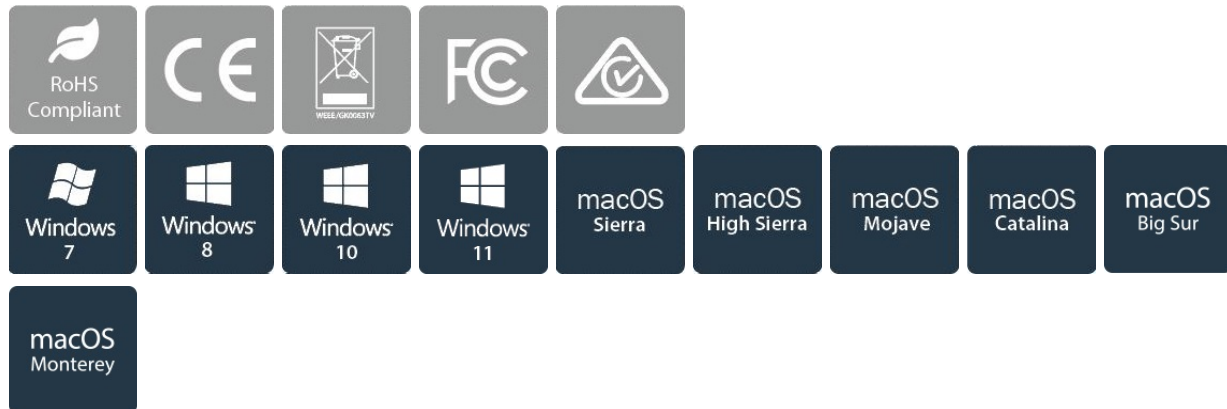 RoHS
Compliant
CE
WEEE/GK0063TV
FC
Windows
7
Windows
8
Windows
10
Windows
11
macOS
Sierra
macOS
High Sierra
macOS
Mojave
macOS
Catalina
macOS
Big Sur
macOS
Monterey